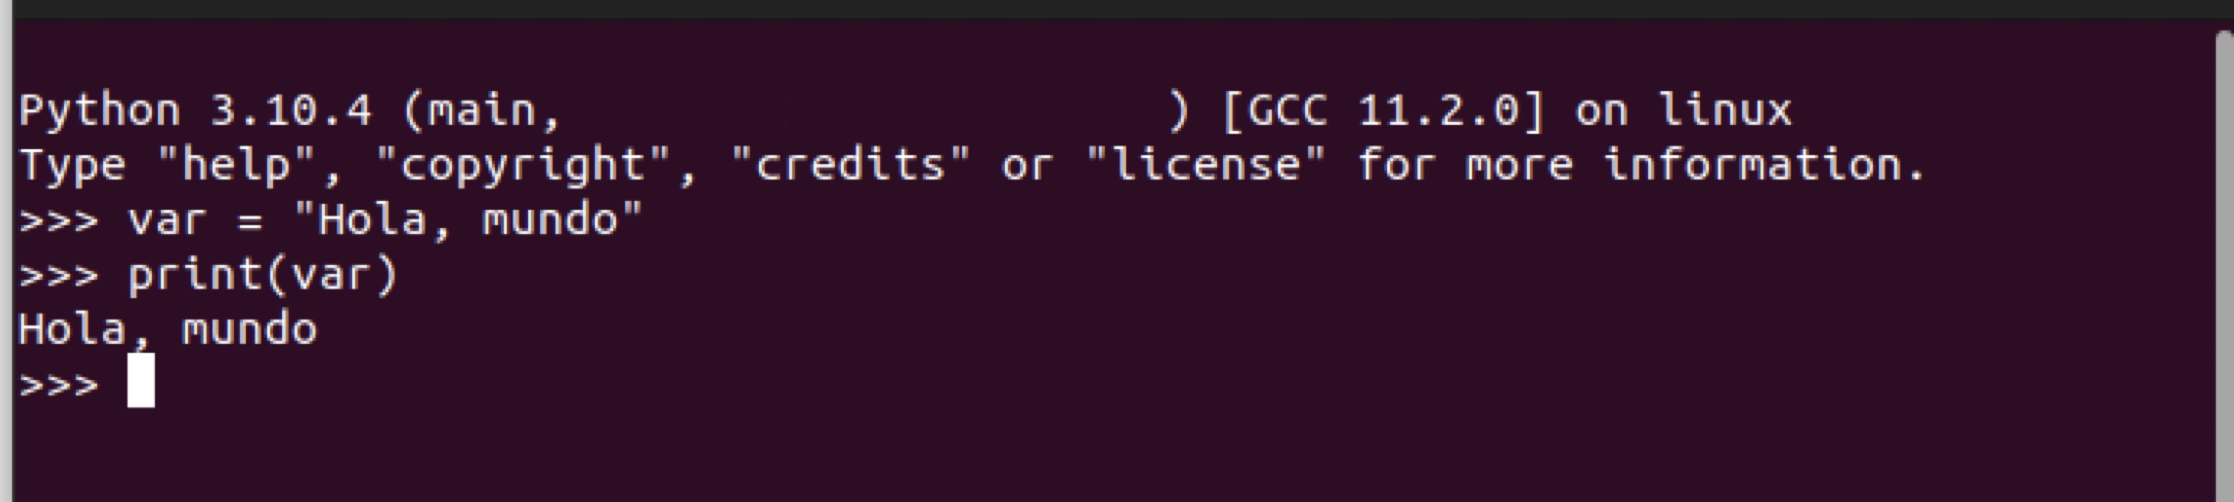 Python 3.10.4 (main, ) [GCC 11.2.0] on linux
Type "help", "copyright", "credits" or "license" for more information.
>>> var = "Hola, mundo"
>>> print(var)
Hola, mundo
>>>